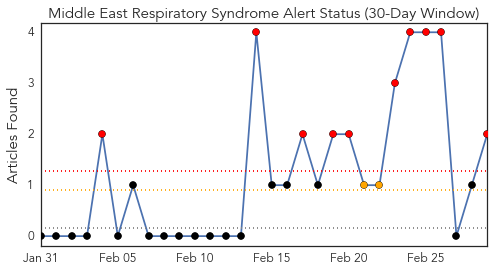 Middle East Respiratory Syndrome Alert Status (30-Day Window)
Articles Found
4
3
2
1
0
Jan 31 Feb 05 Feb 10 Feb 15 Feb 20 Feb 25